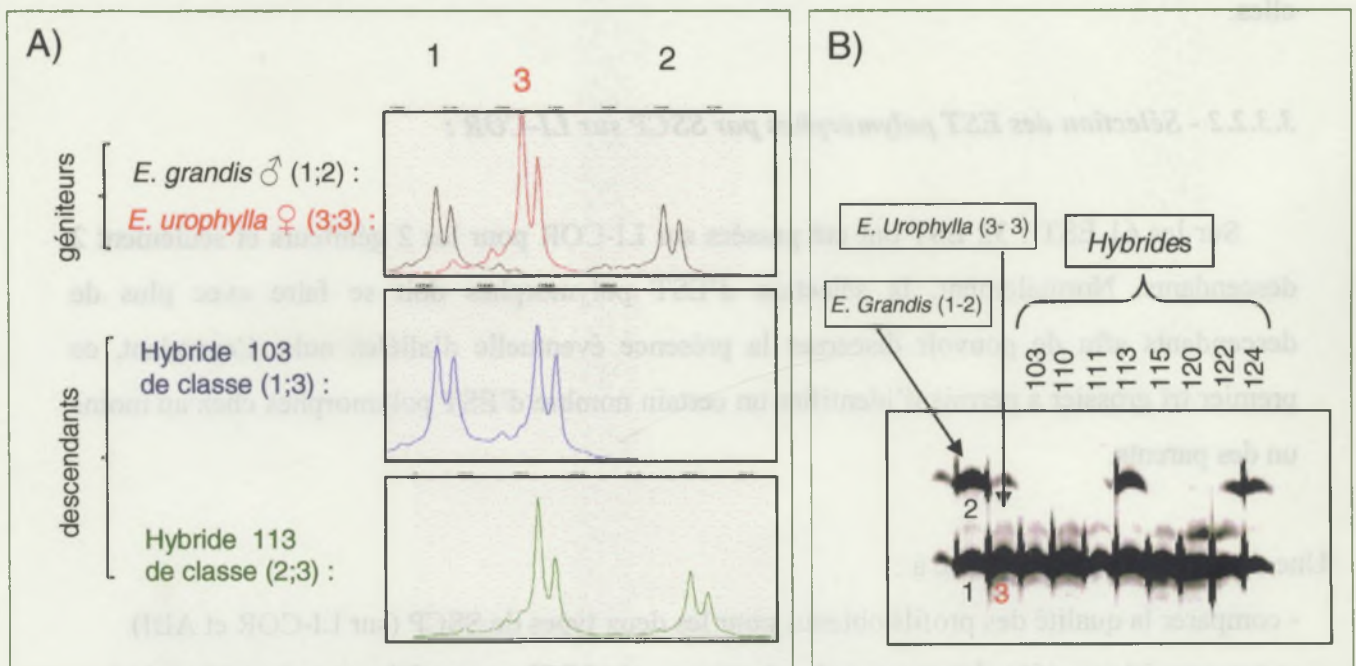 A)
1
3
2
géniteurs
E. grandis ♂ (1;2) :
E. urophylla ♀ (3;3) :
descendants
Hybride 103
de classe (1;3) :
Hybride 113
de classe (2;3) :
B)
E. Urophylla (3- 3)
Hybrides
E. Grandis (1-2)
103
110
111
113
115
120
122
124
2
1
3